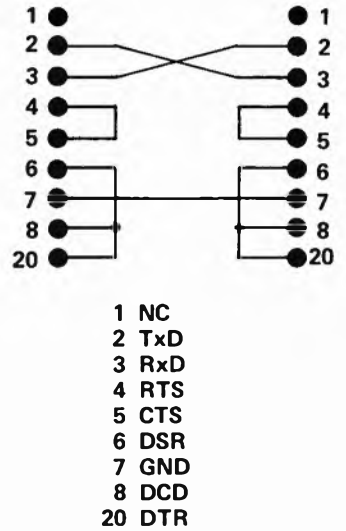 1 1
2 2
3 3
4 4
5 5
6 6
7 7
8 8
20 20
1 NC
2 TxD
3 RxD
4 RTS
5 CTS
6 DSR
7 GND
8 DCD
20 DTR